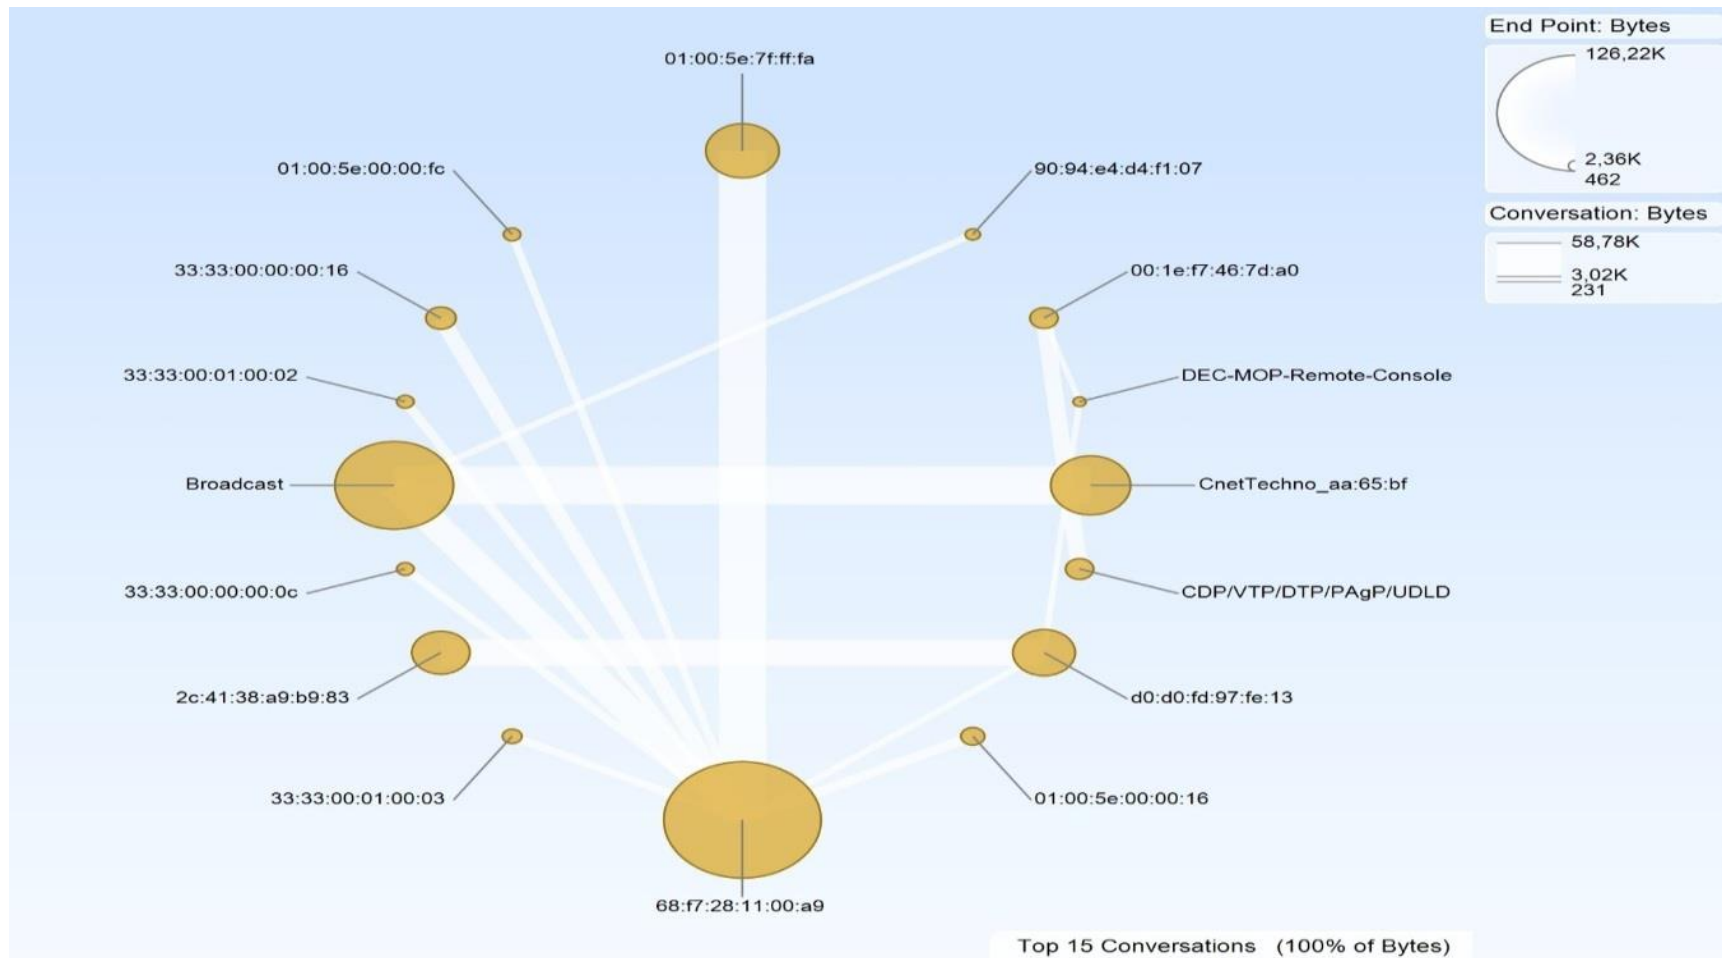 End Point: Bytes
126,22K
2,36K
462
Conversation: Bytes
58,78K
3,02K
231
01:00:5e:7f:ff:fa
01:00:5e:00:00:fc
90:94:e4:d4:f1:07
33:33:00:00:00:16
00:1e:f7:46:7d:a0
33:33:00:01:00:02
DEC-MOP-Remote-Console
Broadcast
CnetTechno_aa:65:bf
33:33:00:00:00:0c
CDP/VTP/DTP/PAgP/UDLD
2c:41:38:a9:b9:83
d0:d0:fd:97:fe:13
33:33:00:01:00:03
01:00:5e:00:00:16
68:f7:28:11:00:a9
Top 15 Conversations (100% of Bytes)